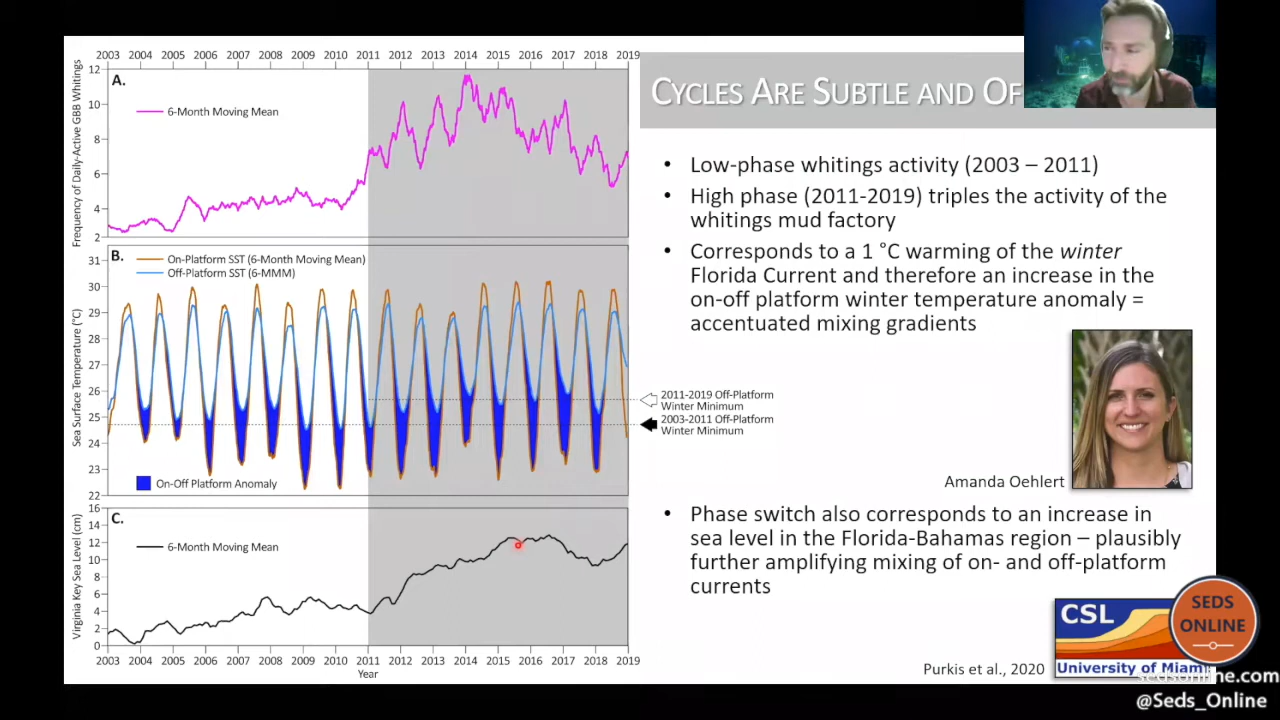 2003 2004 2005 2006 2007 2008 2009 2010 2011 2012 2013 2014 2015 2016 2017 2018 2019
A.
6-Month Moving Mean
Frequency of Daily-Active GBB Whitings
12
10
8
6
4
2
B.
On-Platform SST (6-Month Moving Mean)
Off-Platform SST (6-MMM)
Sea Surface Temperature (°C)
31
30
29
28
27
26
25
24
23
22
On-Off Platform Anomaly
2011-2019 Off-Platform
Winter Minimum
2003-2011 Off-Platform
Winter Minimum
C.
6-Month Moving Mean
Virginia Key Sea Level (cm)
16
14
12
10
8
6
4
2
0
2003 2004 2005 2006 2007 2008 2009 2010 2011 2012 2013 2014 2015 2016 2017 2018 2019
Year
CYCLES ARE SUBTLE AND OF
• Low-phase whitings activity (2003 – 2011)
• High phase (2011-2019) triples the activity of the
whitings mud factory
• Corresponds to a 1 °C warming of the winter
Florida Current and therefore an increase in the
on-off platform winter temperature anomaly =
accentuated mixing gradients
Amanda Oehlert
• Phase switch also corresponds to an increase in
sea level in the Florida-Bahamas region – plausibly
further amplifying mixing of on- and off-platform
currents
Purkis et al., 2020
CSL
University of Miami
SEDS
ONLINE
sedsonline.com
@Seds_Online